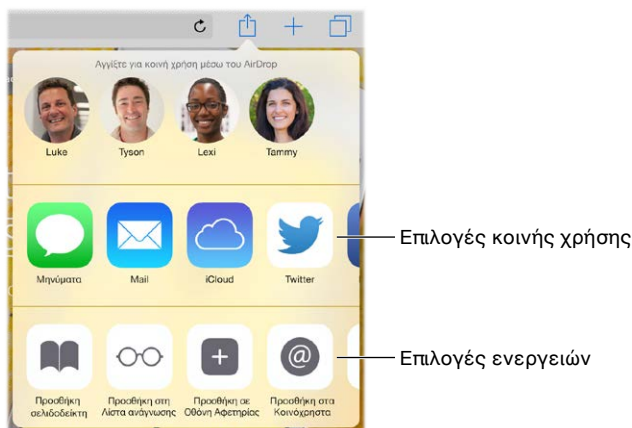 Αγγίξτε για κοινή χρήση μέσω του AirDrop
Luke Tyson Lexi Tammy
Μηνύματα Mail iCloud Twitter
Επιλογές κοινής χρήσης
@
Επιλογές ενεργειών
Προσθήκη Προσθήκη στη Προσθήκη σε Προσθήκη στα
σελιδοδείκτη Λίστα ανάγνωσης Οθόνη Αφετηρίας Κοινόχρηστα